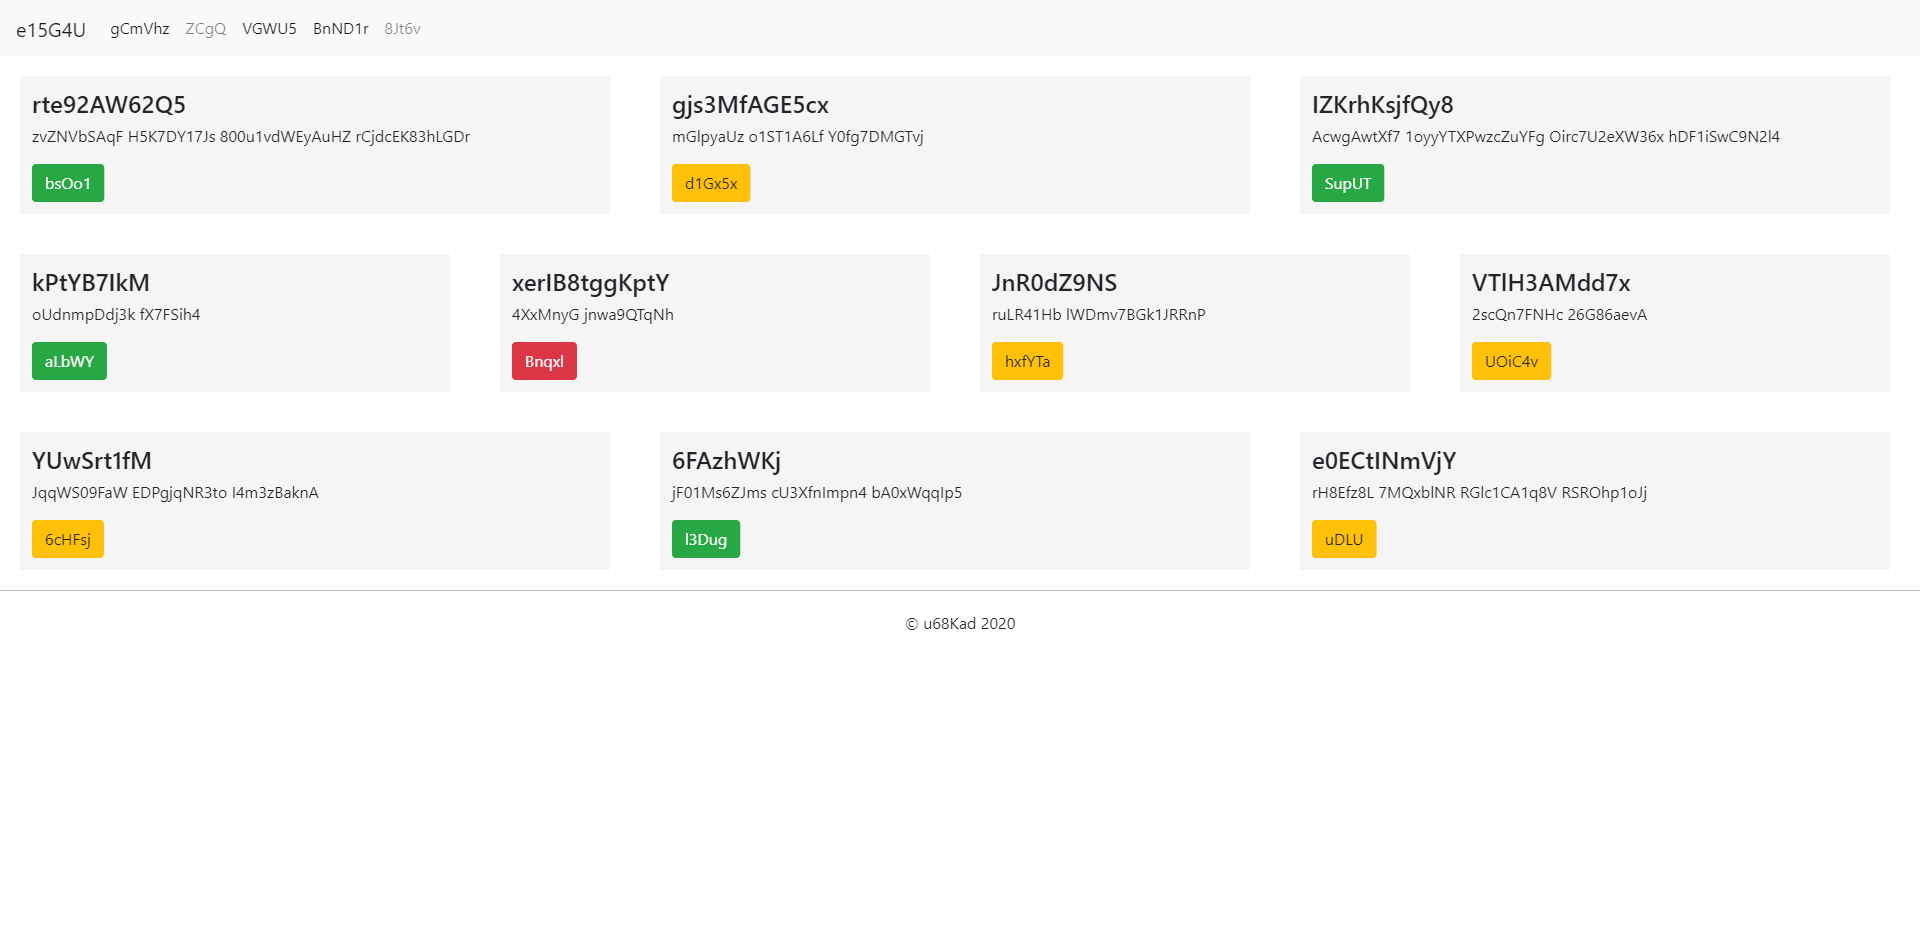 e15G4U gCmVhz ZCgQ VGWU5 BnND1r 8Jt6v
rte92AW62Q5
zvZNVbSAqF H5K7DY17Js 800u1vdWEyAuHZ rCjdcEK83hLGDr
bsOo1
gjs3MfAGE5cx
mGlpyaUz o1ST1A6Lf Y0fg7DMGTvj
d1Gx5x
IZKrhKsjfQy8
AcwgAwtXf7 1oyyYTXPwzcZuYFg Oirc7U2eXW36x hDF1iSwC9N2l4
SupUT
kPtYB7IkM
oUdnmpDdj3k fX7FSih4
aLbWY
xerIB8tggKptY
4XxMnyG jnwa9QTqNh
Bnqxl
JnR0dZ9NS
ruLR41Hb lWDmv7BGk1JRRnP
hxfYTa
VTlH3AMdd7x
2scQn7FNHc 26G86aevA
UOiC4v
YUwSrt1fM
JqqWS09FaW EDPgjqNR3to I4m3zBaknA
6cHFsj
6FAzhWKj
jF01Ms6ZJms cU3XfnImpn4 bA0xWqqIp5
l3Dug
e0ECtINmVjY
rH8Efz8L 7MQxblNR RGlc1CA1q8V RSROhp1oJj
uDLU
© u68Kad 2020